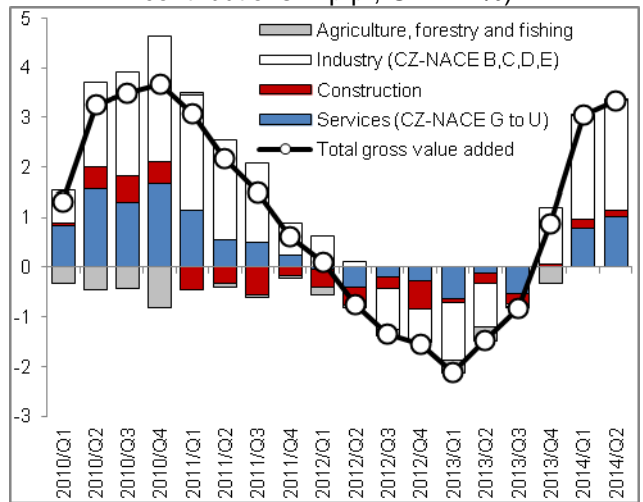 5
4
3
2
1
0
-1
-2
-3
Agriculture, forestry and fishing
Industry (CZ-NACE B,C,D,E)
Construction
Services (CZ-NACE G to U)
Total gross value added
2010/Q1
2010/Q2
2010/Q3
2010/Q4
2011/Q1
2011/Q2
2011/Q3
2011/Q4
2012/Q1
2012/Q2
2012/Q3
2012/Q4
2013/Q1
2013/Q2
2013/Q3
2013/Q4
2014/Q1
2014/Q2